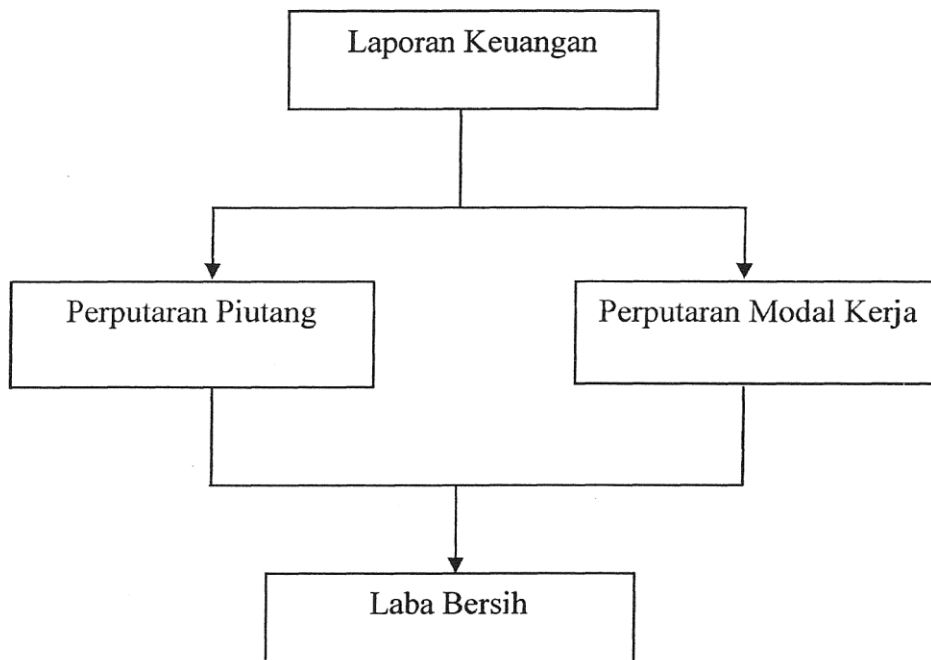 Laporan Keuangan
Perputaran Piutang
Perputaran Modal Kerja
Laba Bersih